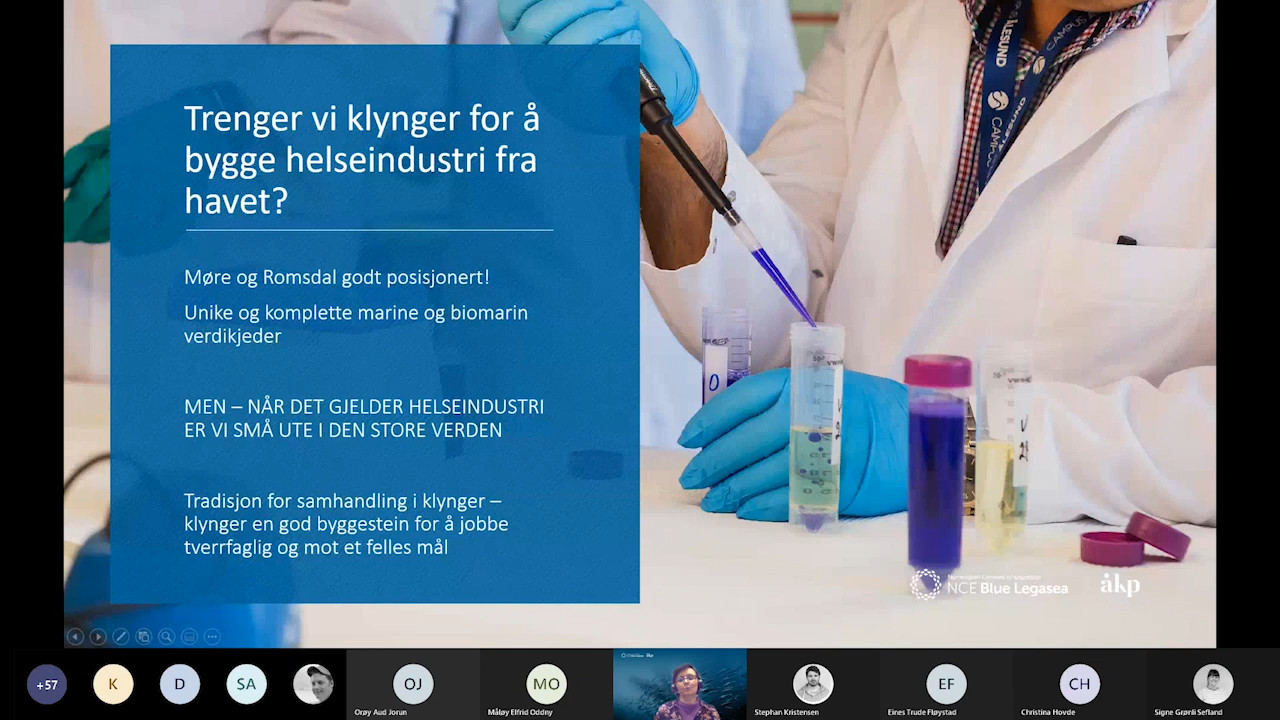 Trenger vi klynger for å
bygge helseindustri fra
havet?
Møre og Romsdal godt posisjonert!
Unike og komplette marine og biomarin
verdikjeder
MEN – NÅR DET GJELDER HELSEINDUSTRI
ER VI SMÅ UTE I DEN STORE VERDEN
Tradisjon for samhandling i klynger –
klynger en god byggestein for å jobbe
tverrfaglig og mot et felles mål
LESUND
CAMPUS
NCE Blue Legasea
åkp
åkp
+57
K
D
SA
OJ
MO
EF
CH
Orøy Aud Jorun
Måløy Elfrid Oddny
Stephan Kristensen
Eines Trude Fløystad
Christina Hovde
Signe Grønli Sefland